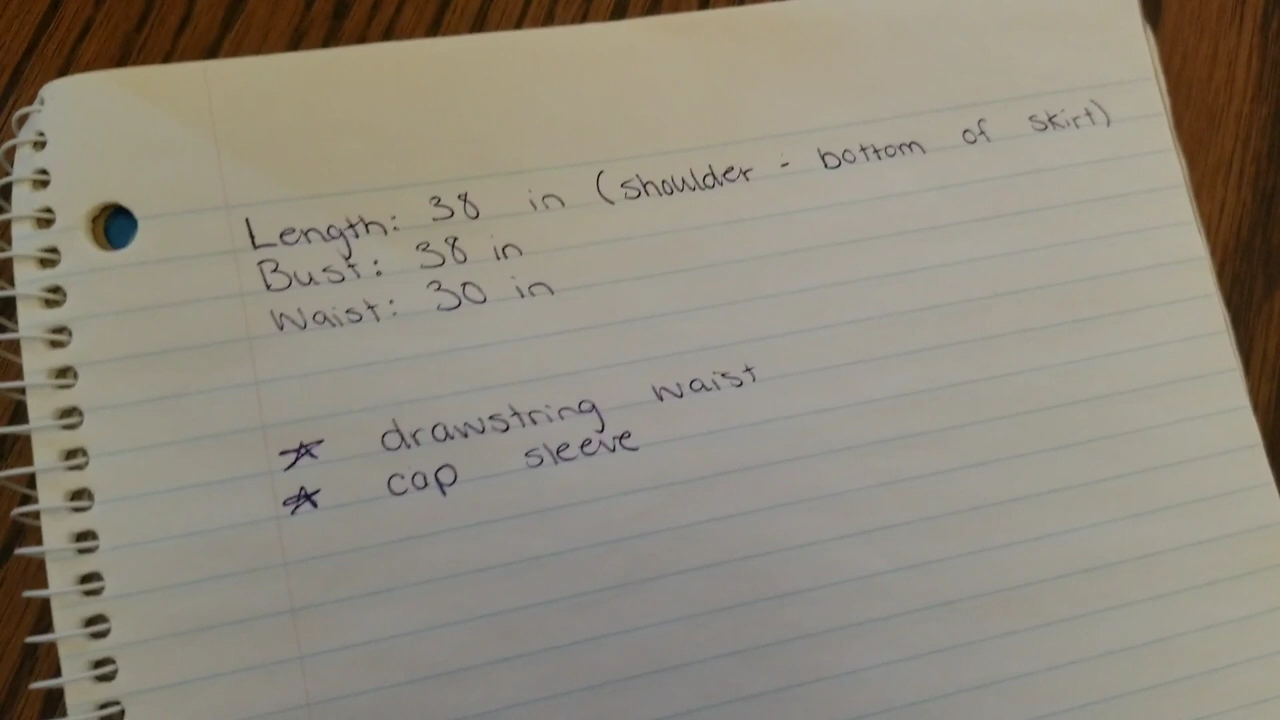 Length: 38 in (shoulder - bottom of skirt)
Bust: 38 in
Waist: 30 in
☆ drawstring waist
☆ cap sleeve